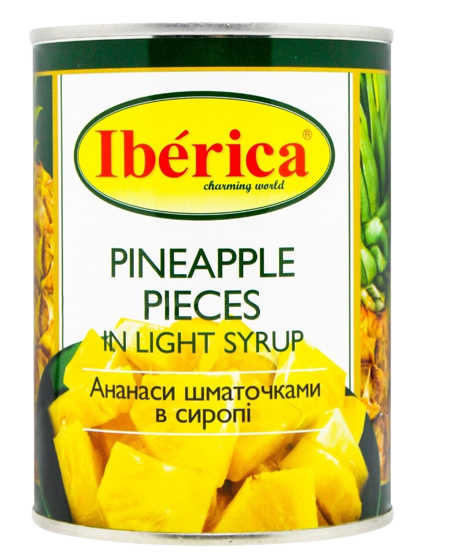 Ibérica®
charming world
PINEAPPLE
PIECES
IN LIGHT SYRUP
Ананаси шматочками
в сиропі